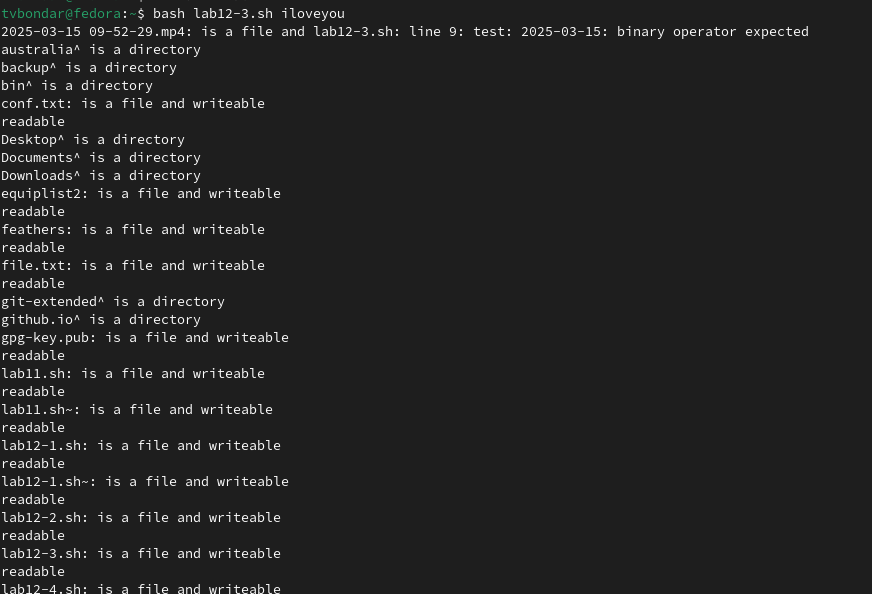 tvbondar@fedora:~$ bash lab12-3.sh iloveyou
2025-03-15 09-52-29.mp4: is a file and lab12-3.sh: line 9: test: 2025-03-15: binary operator expected
australia^ is a directory
backup^ is a directory
bin^ is a directory
conf.txt: is a file and writeable
readable
Desktop^ is a directory
Documents^ is a directory
Downloads^ is a directory
equiplist2: is a file and writeable
readable
feathers: is a file and writeable
readable
file.txt: is a file and writeable
readable
git-extended^ is a directory
github.io^ is a directory
gpg-key.pub: is a file and writeable
readable
lab11.sh: is a file and writeable
readable
lab11.sh~: is a file and writeable
readable
lab12-1.sh: is a file and writeable
readable
lab12-1.sh~: is a file and writeable
readable
lab12-2.sh: is a file and writeable
readable
lab12-3.sh: is a file and writeable
readable
lab12-4.sh: is a file and writeable